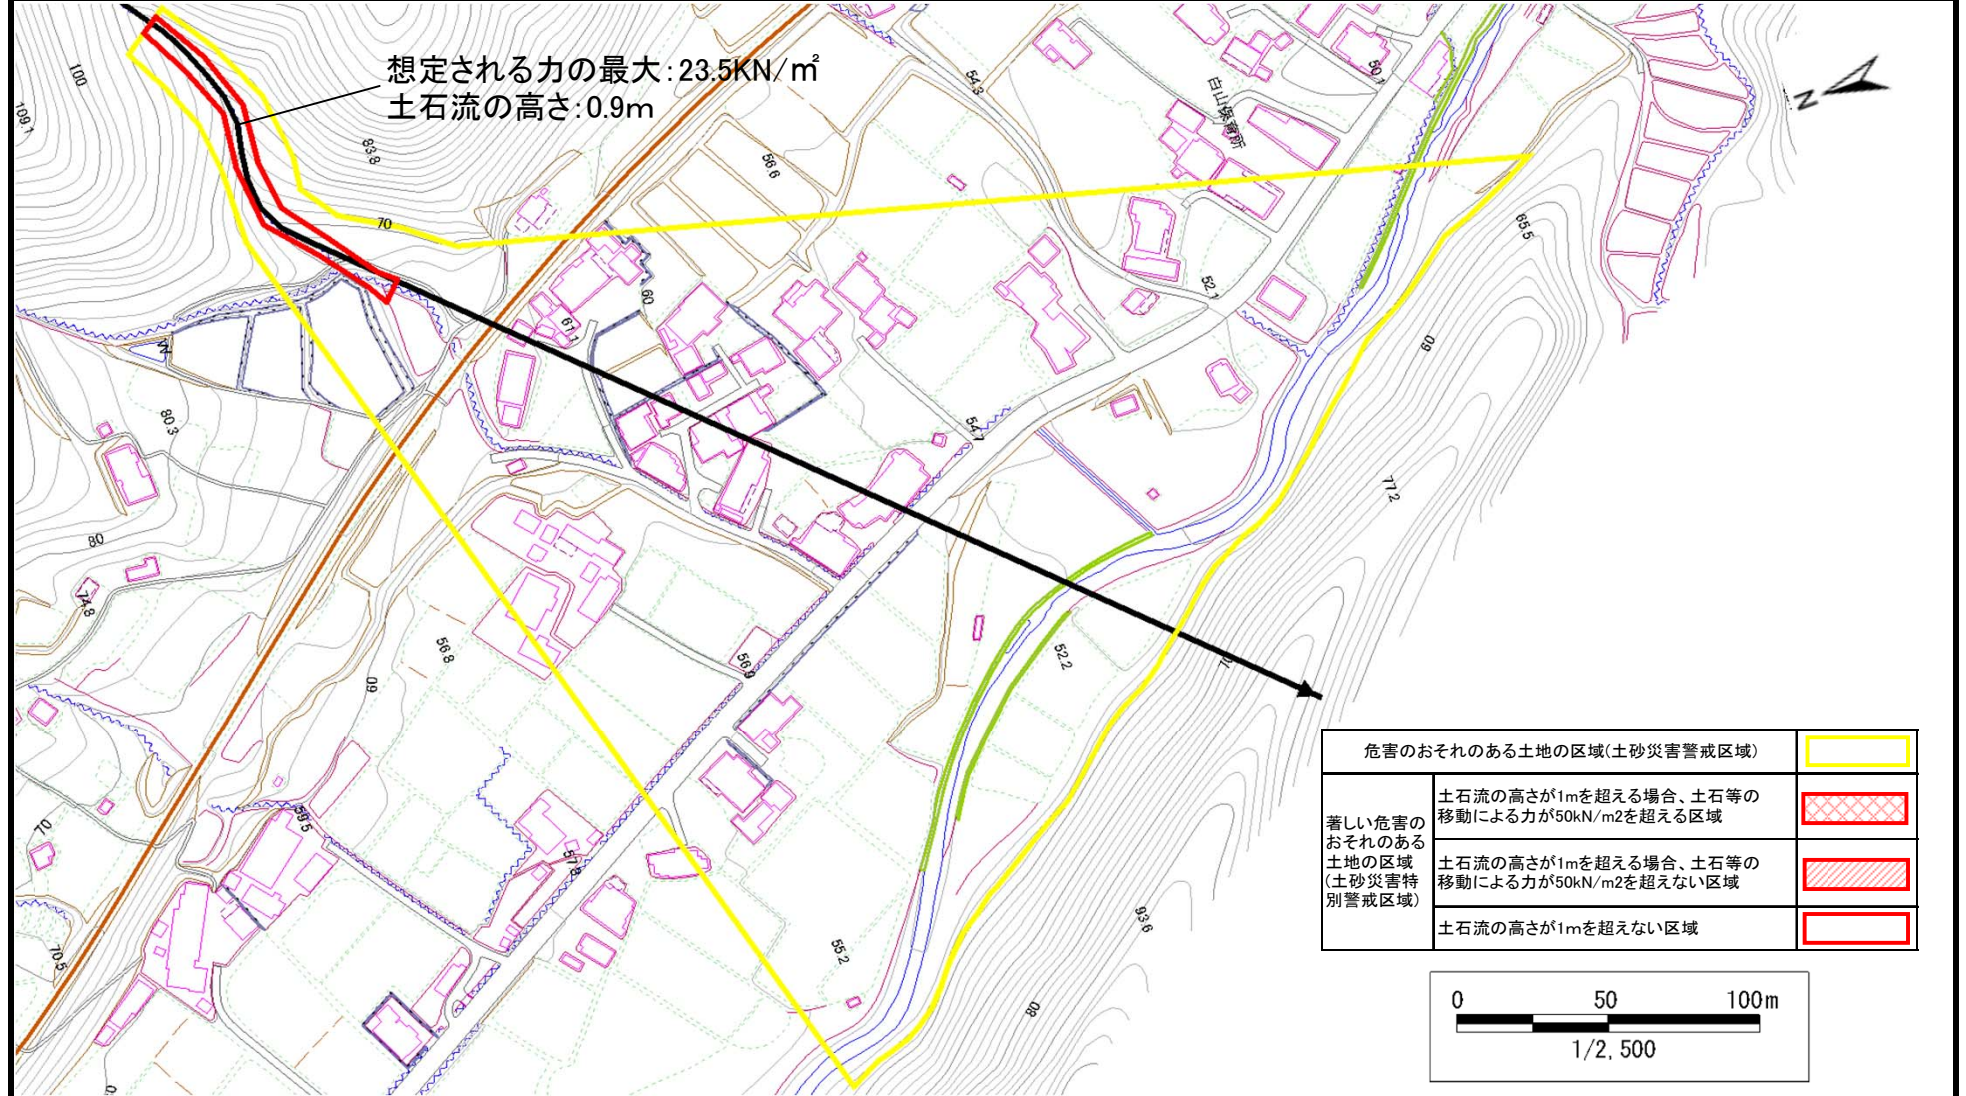 想定される力の最大:23.5KN/㎡
土石流の高さ:0.9m
100
109.1
83.8
70
54.3
50.1
白山保育所
N
56.6
65.5
60
61.1
52.1
60
80.3
54.7
77.2
80
74.8
56.8
60
56.9
52.2
70
危害のおそれのある土地の区域(土砂災害警戒区域)
著しい危害の
おそれのある
土地の区域
(土砂災害特
別警戒区域)
土石流の高さが1mを超える場合、土石等の
移動による力が50kN/m2を超える区域
土石流の高さが1mを超える場合、土石等の
移動による力が50kN/m2を超えない区域
土石流の高さが1mを超えない区域
59.5
70
57.8
93.6
70.5
55.2
80
0 50 100m
1/2,500